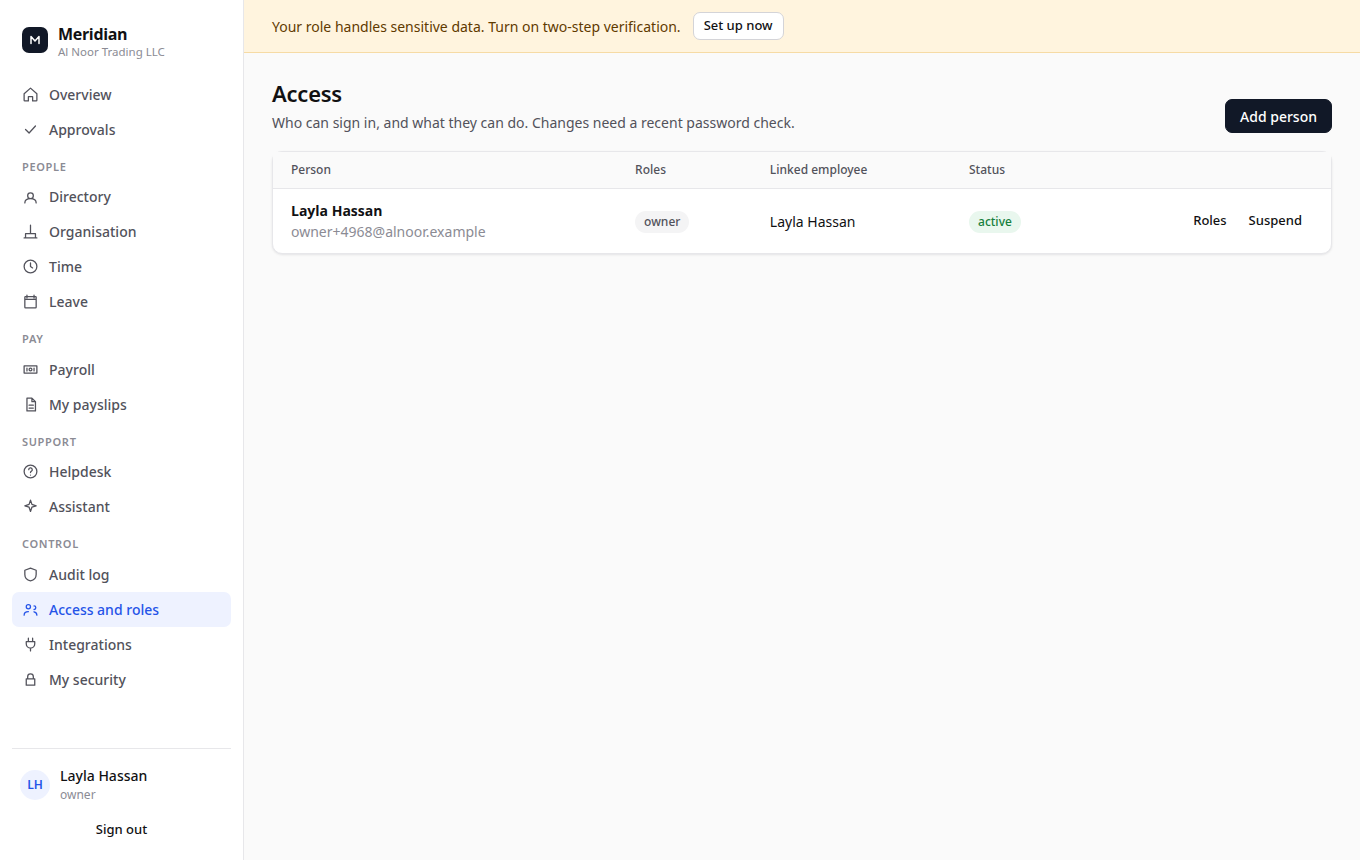 Meridian
Al Noor Trading LLC
Overview
Approvals
PEOPLE
Directory
Organisation
Time
Leave
PAY
Payroll
My payslips
SUPPORT
Helpdesk
Assistant
CONTROL
Audit log
Access and roles
Integrations
My security
LH
Layla Hassan
owner
Sign out
Your role handles sensitive data. Turn on two-step verification. Set up now
Access
Who can sign in, and what they can do. Changes need a recent password check.
Add person
Person Roles Linked employee Status
Layla Hassan
owner+4968@alnoor.example
owner Layla Hassan active Roles Suspend